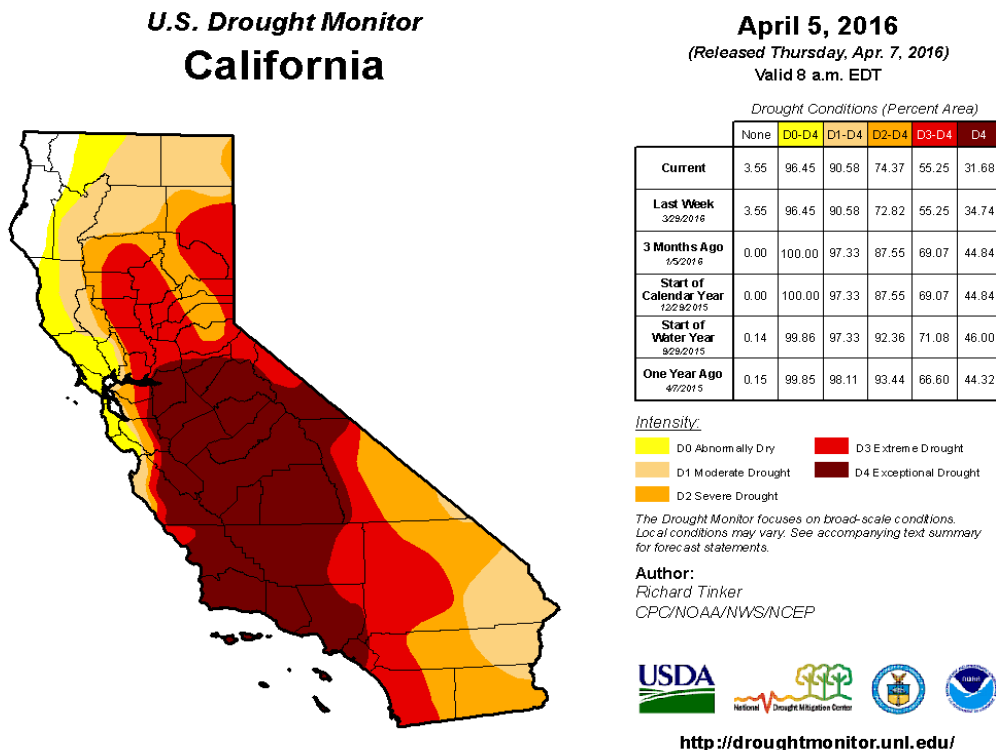 U.S. Drought Monitor
California
April 5, 2016
(Released Thursday, Apr. 7, 2016)
Valid 8 a.m. EDT
Drought Conditions (Percent Area)
None D0-D4 D1-D4 D2-D4 D3-D4 D4
Current 3.55 96.45 90.58 74.37 55.25 31.68
Last Week
3/29/2016 3.55 96.45 90.58 72.82 55.25 34.74
3 Months Ago
1/5/2016 0.00 100.00 97.33 87.55 69.07 44.84
Start of
Calendar Year
12/29/2015 0.00 100.00 97.33 87.55 69.07 44.84
Start of
Water Year
9/29/2015 0.14 99.86 97.33 92.36 71.08 46.00
One Year Ago
4/7/2015 0.15 99.85 98.11 93.44 66.60 44.32
Intensity:
D0 Abnormally Dry
D1 Moderate Drought
D2 Severe Drought
D3 Extreme Drought
D4 Exceptional Drought
The Drought Monitor focuses on broad-scale conditions.
Local conditions may vary. See accompanying text summary
for forecast statements.
Author:
Richard Tinker
CPC/NOAA/NWS/NCEP
USDA
National Drought Mitigation Center
noaa
http://droughtmonitor.unl.edu/